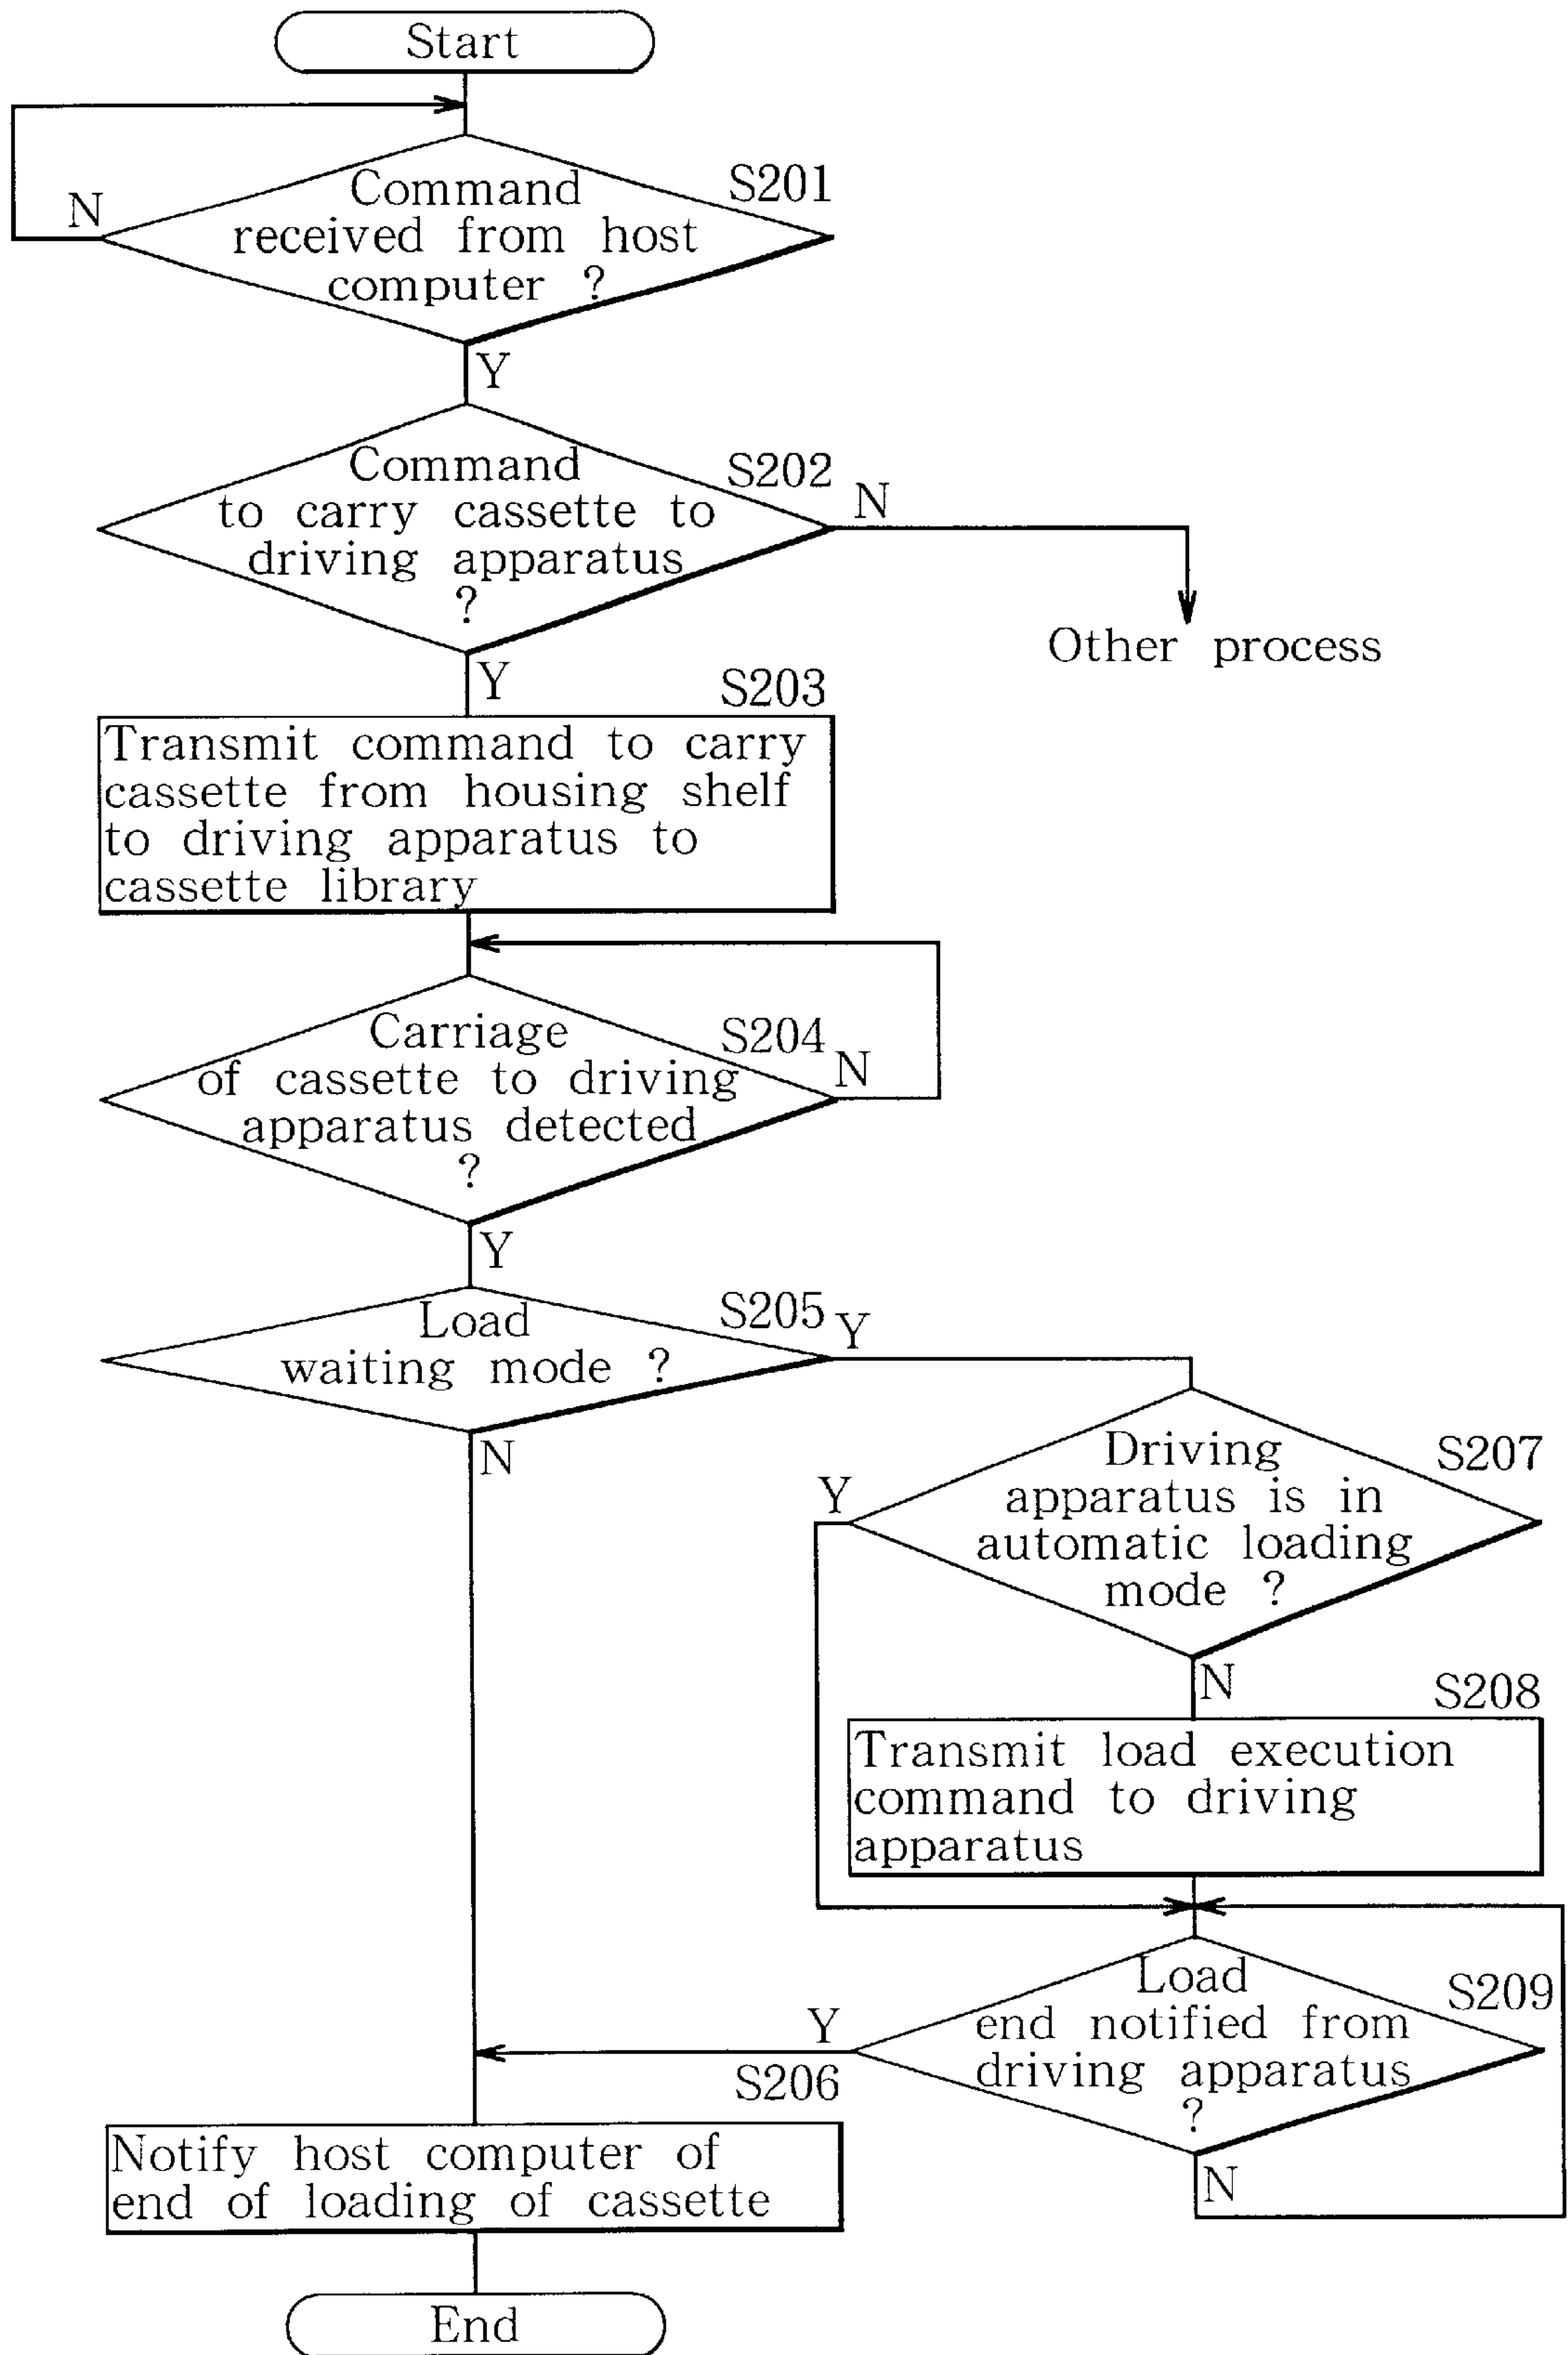 Start
S201
Command
received from host
computer ?
N
Y
S202
Command
to carry cassette to
driving apparatus
?
N
Other process
Y
S203
Transmit command to carry
cassette from housing shelf
to driving apparatus to
cassette library
S204
Carriage
of cassette to driving
apparatus detected
?
N
Y
S205
Load
waiting mode ?
Y
N
S207
Driving
apparatus is in
automatic loading
mode ?
Y
N
S208
Transmit load execution
command to driving
apparatus
S209
Load
end notified from
driving apparatus
?
Y
N
S206
Notify host computer of
end of loading of cassette
End